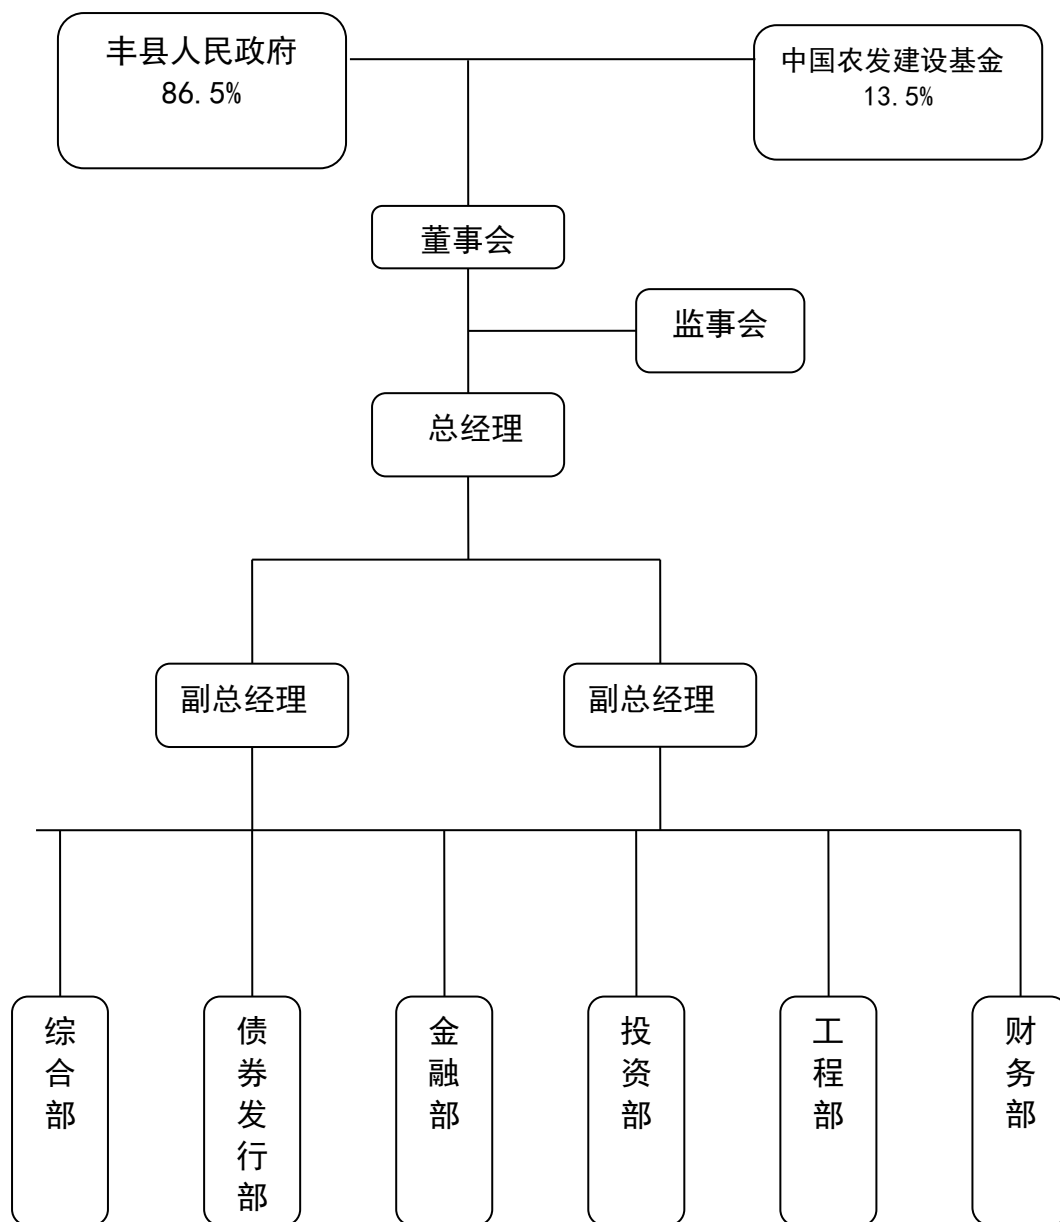 丰县人民政府
86.5%
中国农发建设基金
13.5%
董事会
监事会
总经理
副总经理
副总经理
综合部
债券发行部
金融部
投资部
工程部
财务部